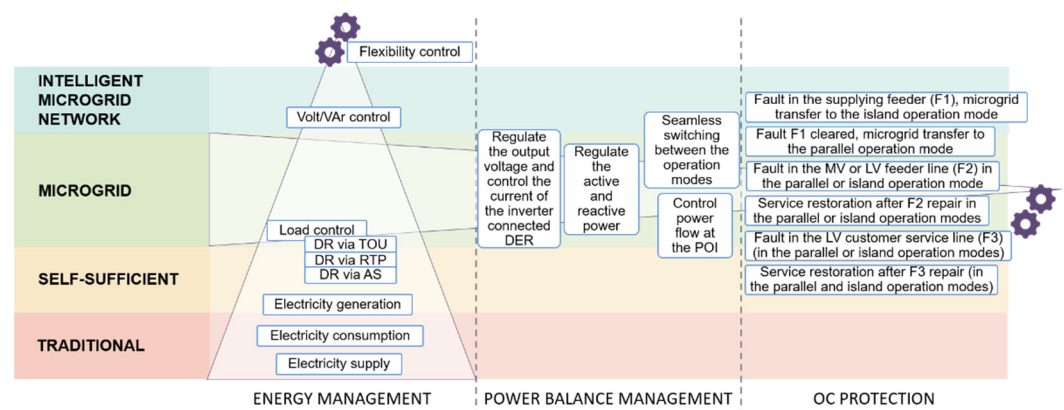 Flexibility control
INTELLIGENT
MICROGRID
NETWORK
Volt/VAr control
MICROGRID
Load control
DR via TOU
DR via RTP
DR via AS
SELF-SUFFICIENT
Electricity generation
TRADITIONAL
Electricity consumption
Electricity supply
Regulate
the output
voltage and
control the
current of
the inverter
connected
DER
Regulate
the
active
and
reactive
power
Seamless
switching
between the
operation
modes
Control
power
flow at
the POI
Fault in the supplying feeder (F1), microgrid
transfer to the island operation mode
Fault F1 cleared, microgrid transfer to
the parallel operation mode
Fault in the MV or LV feeder line (F2) in
the parallel or island operation mode
Service restoration after F2 repair in
the parallel or island operation modes
Fault in the LV customer service line (F3)
(in the parallel or island operation modes)
Service restoration after F3 repair (in
the parallel and island operation modes)
ENERGY MANAGEMENT
POWER BALANCE MANAGEMENT
OC PROTECTION